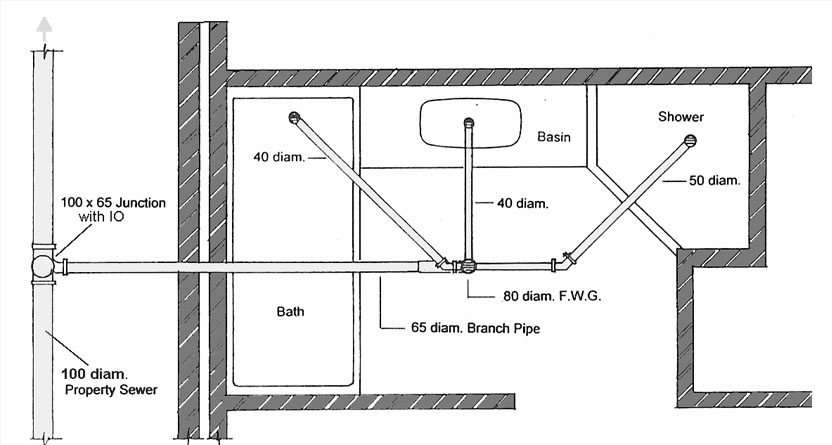 Shower
Basin
40 diam.
50 diam.
100 x 65 Junction
with IO
40 diam.
80 diam. F.W.G.
Bath
65 diam. Branch Pipe
100 diam.
Property Sewer